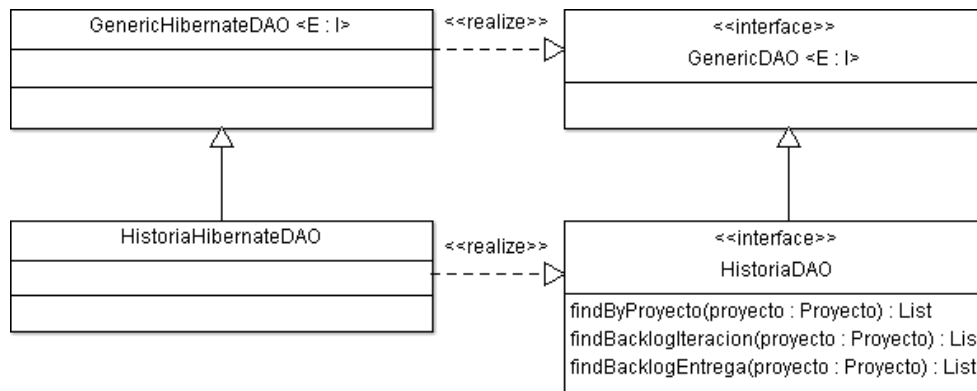 GenericHibernateDAO <E : I>
<<realize>>
<<interface>>
GenericDAO <E : I>
HistoriaHibernateDAO
<<realize>>
<<interface>>
HistoriaDAO
findByProyecto(proyecto : Proyecto) : List
findBacklogIteracion(proyecto : Proyecto) : Lis
findBacklogEntrega(proyecto : Proyecto) : List